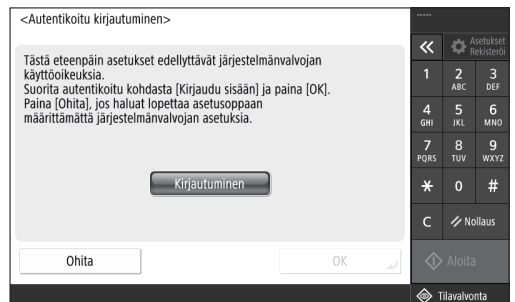 <Autentikoitu kirjautuminen>
Tästä eteenpäin asetukset edellyttävät järjestelmänvalvojan
käyttöoikeuksia.
Suorita autentikoitu kohdasta [Kirjaudu sisään] ja paina [OK].
Paina [Ohita], jos haluat lopettaa asetusoppaan
määrittämättä järjestelmänvalvojan asetuksia.
Kirjautuminen
Ohita
OK
-----
Asetukset
Rekisteröi
1 2 3
ABC DEF
4 5 6
GHI JKL MNO
7 8 9
PQRS TUV WXYZ
* 0 #
C Nollaus
Aloita
Tilavalvonta